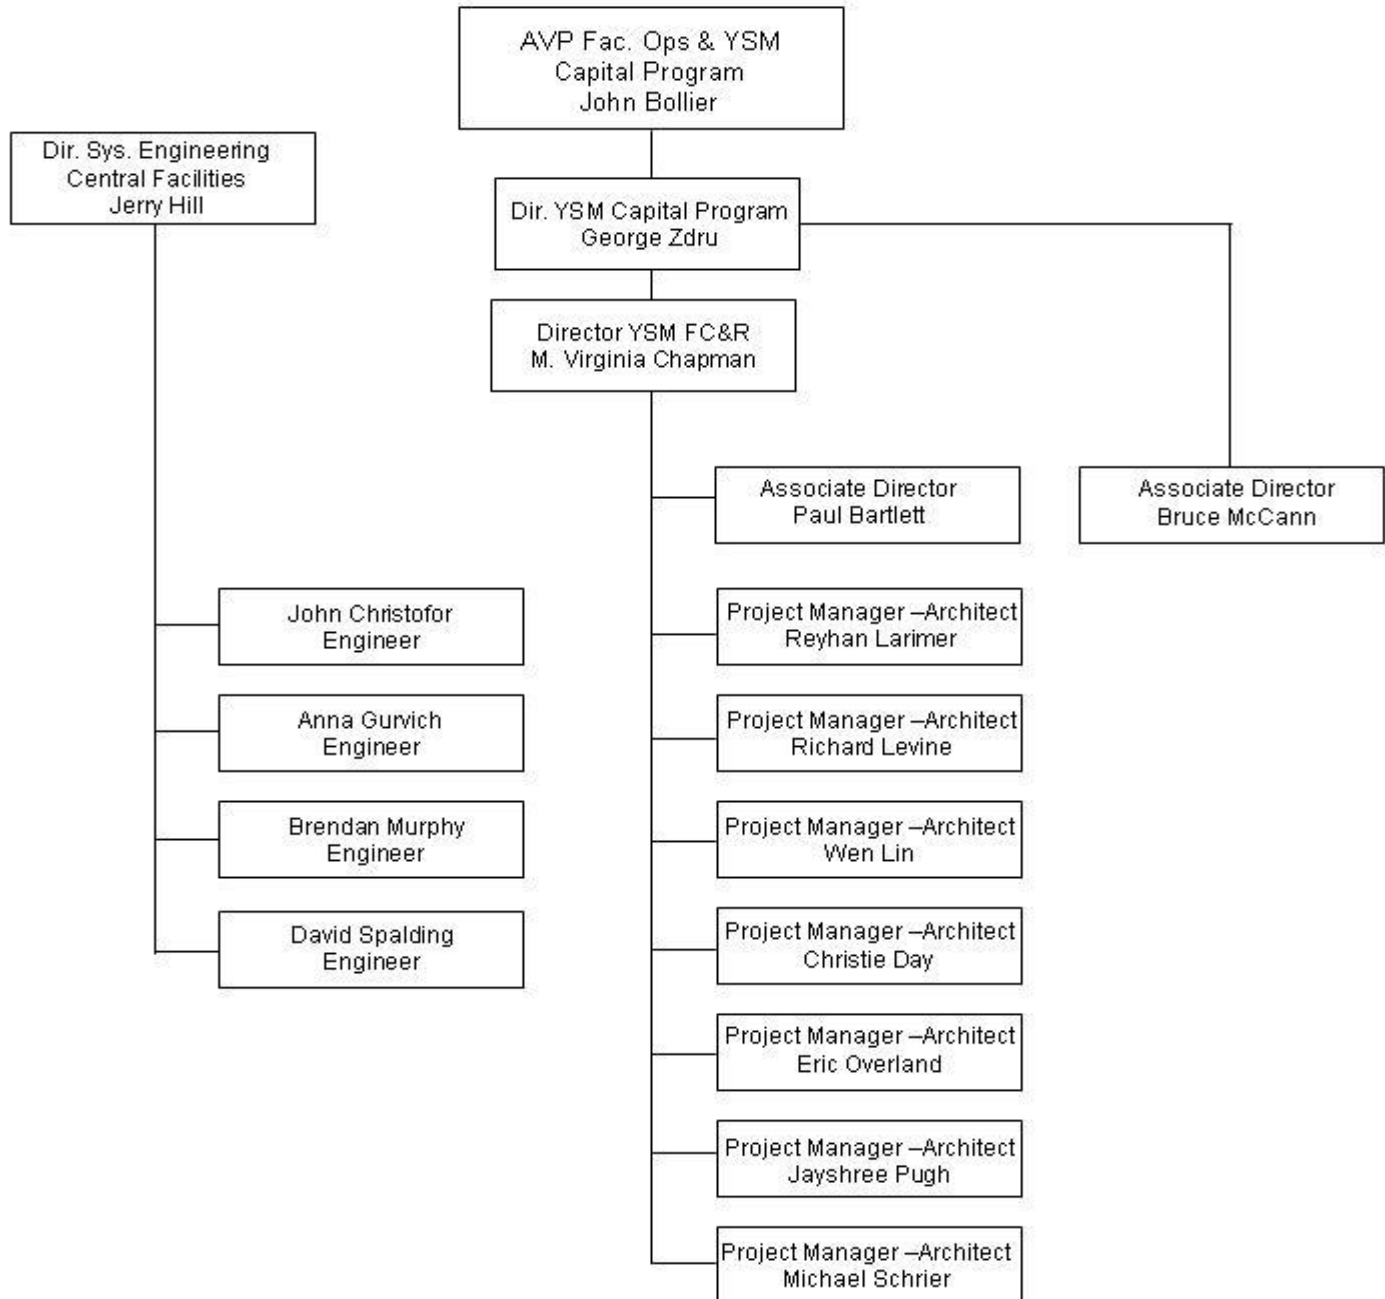 AVP Fac. Ops & YSM
Capital Program
John Bollier
Dir. Sys. Engineering
Central Facilities
Jerry Hill
Dir. YSM Capital Program
George Zdru
Director YSM FC&R
M. Virginia Chapman
Associate Director
Paul Bartlett
Associate Director
Bruce McCann
John Christofor
Engineer
Anna Gurvich
Engineer
Brendan Murphy
Engineer
David Spalding
Engineer
Project Manager –Architect
Reyhan Larimer
Project Manager –Architect
Richard Levine
Project Manager –Architect
Wen Lin
Project Manager –Architect
Christie Day
Project Manager –Architect
Eric Overland
Project Manager –Architect
Jayshree Pugh
Project Manager –Architect
Michael Schrier